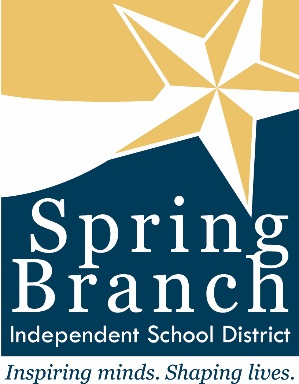 Spring
Branch
Independent School District
Inspiring minds. Shaping lives.